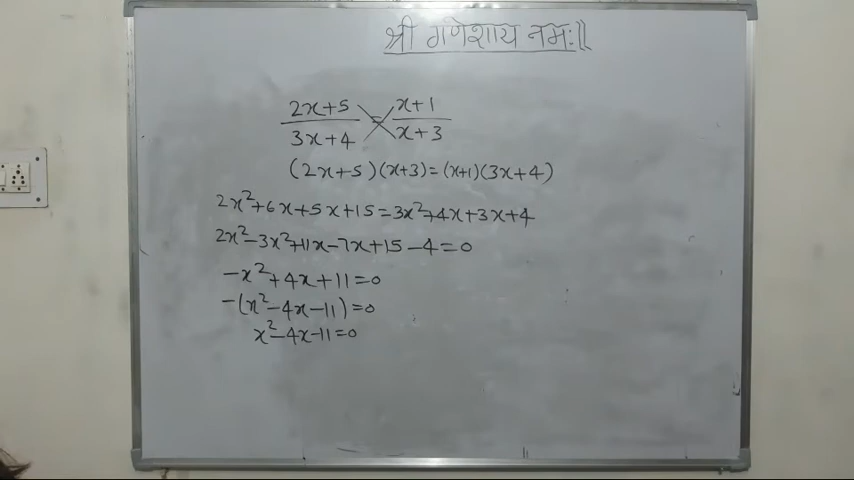 श्री गणेशाय नमः॥
2x+5/3x+4 = x+1/x+3
(2x+5)(x+3)=(x+1)(3x+4)
2x²+6x+5x+15=3x²+4x+3x+4
2x²-3x²+11x-7x+15-4=0
-x²+4x+11=0
-(x²-4x-11)=0
x²-4x-11=0